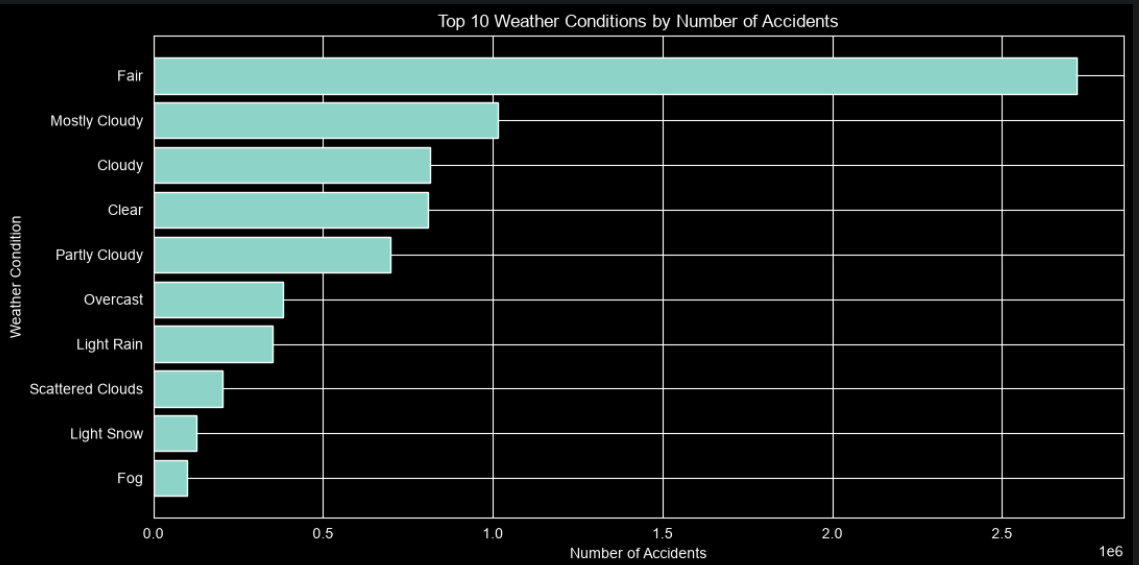 Top 10 Weather Conditions by Number of Accidents
Weather Condition
Fair
Mostly Cloudy
Cloudy
Clear
Partly Cloudy
Overcast
Light Rain
Scattered Clouds
Light Snow
Fog
0.0 0.5 1.0 1.5 2.0 2.5
Number of Accidents
1e6